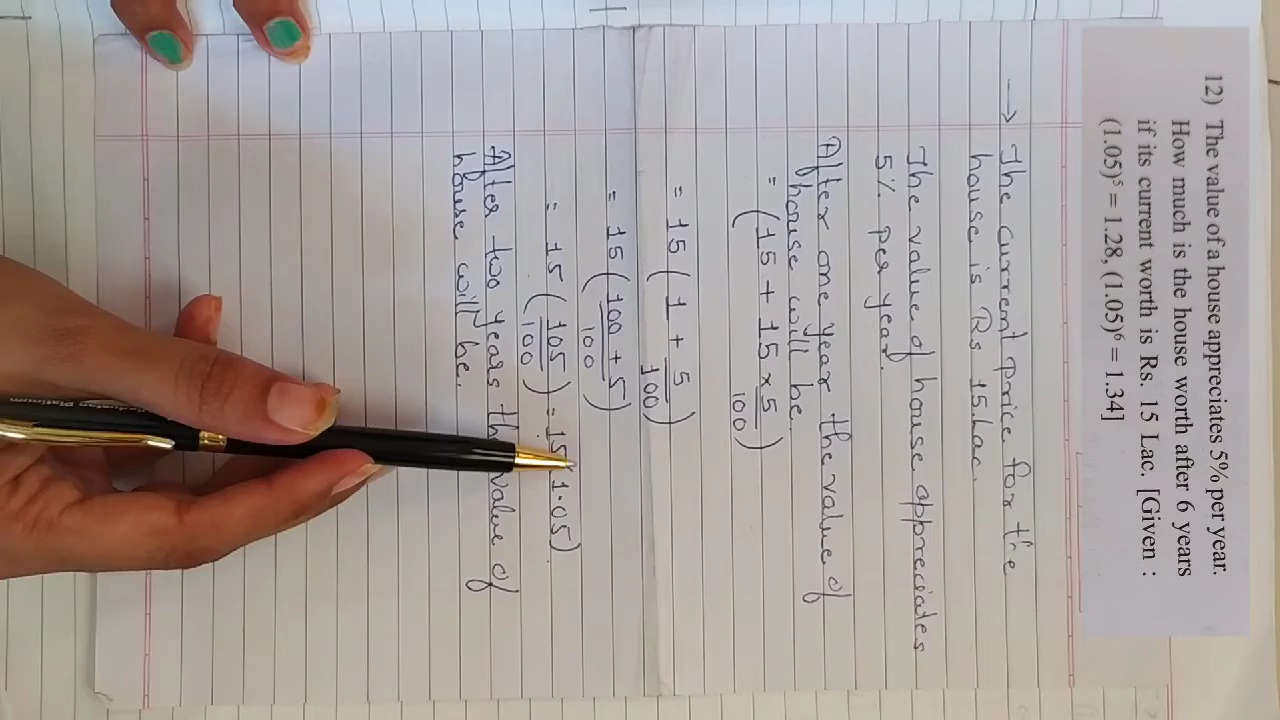 12) The value of a house appreciates 5% per year.
How much is the house worth after 6 years
if its current worth is Rs. 15 Lac. [Given :
(1.05)⁵ = 1.28, (1.05)⁶ = 1.34]
→ The current price for the
house is Rs 15 Lac.
The value of house appreciates
5% per year.
After one year the value of
house will be.
= (15 + 15 × 5/100)
= 15 (1 + 5/100)
= 15 (100 + 5/100)
= 15 (105/100) = 15 (1.05)
After two years the value of
house will be.